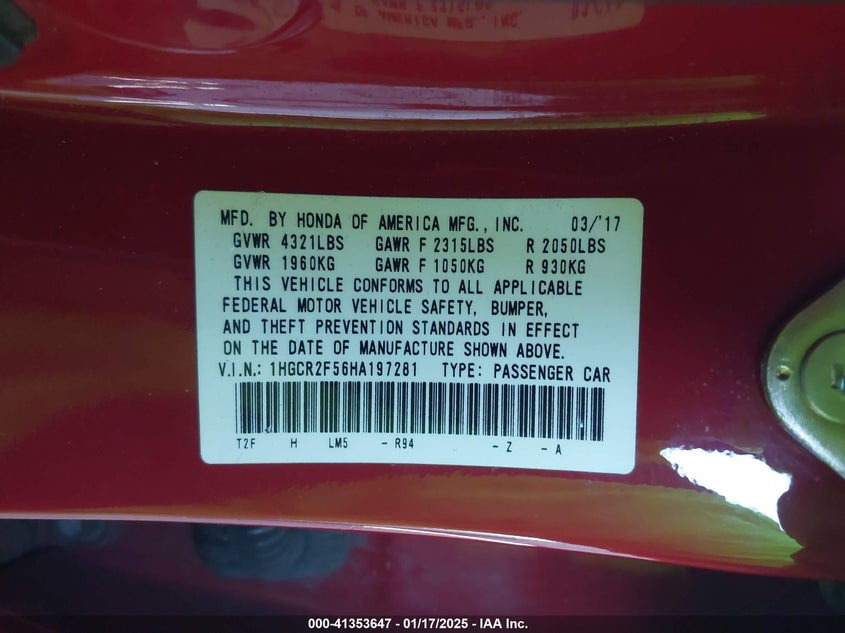 MFD. BY HONDA OF AMERICA MFG., INC. 03/'17
GVWR 4321LBS GAWR F 2315LBS R 2050LBS
GVWR 1960KG GAWR F 1050KG R 930KG
THIS VEHICLE CONFORMS TO ALL APPLICABLE
FEDERAL MOTOR VEHICLE SAFETY, BUMPER,
AND THEFT PREVENTION STANDARDS IN EFFECT
ON THE DATE OF MANUFACTURE SHOWN ABOVE.
V.I.N.: 1HGCR2F56HA197281 TYPE: PASSENGER CAR
T2F H LM5 - R94 - Z - A
000-41353647 - 01/17/2025 - IAA Inc.